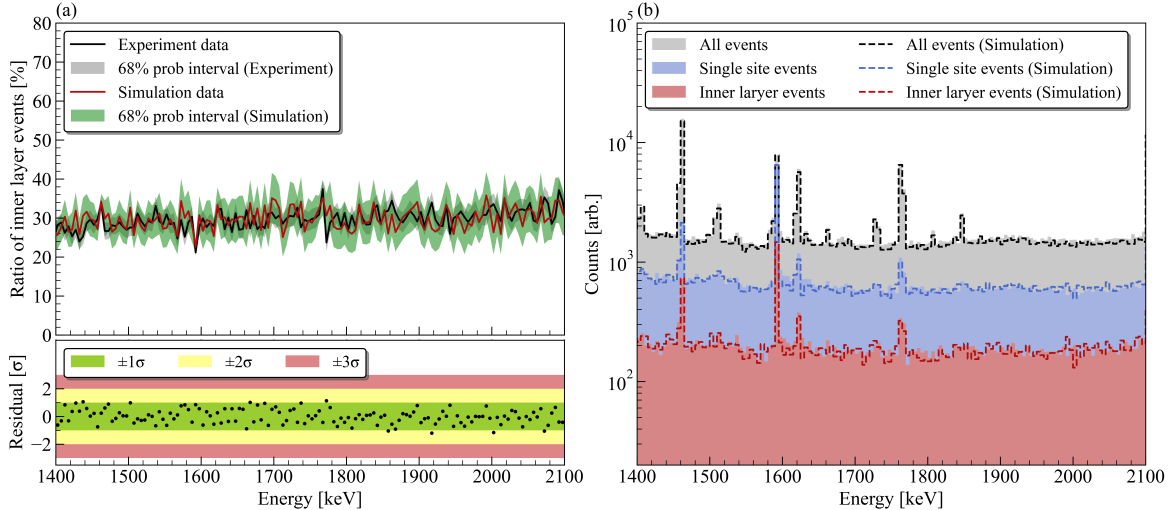 (a)
80
70
60
50
40
30
20
10
0
Ratio of inner layer events [%]
Experiment data
68% prob interval (Experiment)
Simulation data
68% prob interval (Simulation)
±1σ
±2σ
±3σ
2
0
−2
Residual [σ]
1400 1500 1600 1700 1800 1900 2000 2100
Energy [keV]
(b)
10^5
10^4
10^3
10^2
Counts [arb.]
All events
Single site events
Inner laryer events
All events (Simulation)
Single site events (Simulation)
Inner laryer events (Simulation)
1400 1500 1600 1700 1800 1900 2000 2100
Energy [keV]